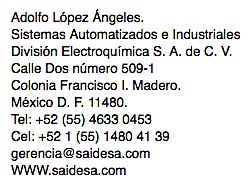 Adolfo López Ángeles.
Sistemas Automatizados e Industriales
División Electroquímica S. A. de C. V.
Calle Dos número 509-1
Colonia Francisco I. Madero.
México D. F. 11480.
Tel: +52 (55) 4633 0453
Cel: +52 1 (55) 1480 41 39
gerencia@saidesa.com
WWW.saidesa.com